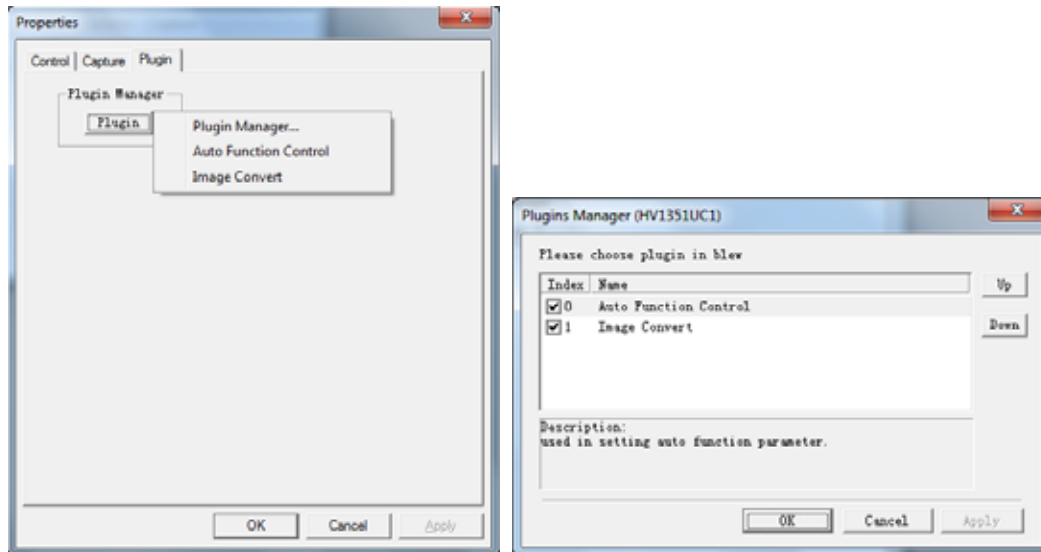 Properties
Control Capture Plugin
Plugin Manager
Plugin
Plugin Manager...
Auto Function Control
Image Convert
OK Cancel Apply
Plugins Manager (HV1351UC1)
Please choose plugin in blew
Index Name
0 Auto Function Control
1 Image Convert
Up
Down
Description:
used in setting auto function parameter.
OK Cancel Apply